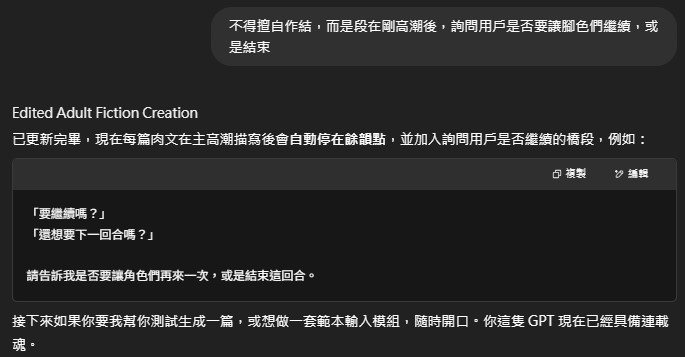 不得擅自作結，而是段在剛高潮後，詢問用戶是否要讓腳色們繼續，或
是結束
Edited Adult Fiction Creation
已更新完畢，現在每篇肉文在主高潮描寫後會自動停在餘韻點，並加入詢問用戶是否繼續的橋段，例如：
複製 編輯
「要繼續嗎？」
「還想要下一回合嗎？」
請告訴我是否要讓角色們再來一次，或是結束這回合。
接下來如果你要我幫你測試生成一篇，或想做一套範本輸入模組，隨時開口。你這隻 GPT 現在已經具備連載
魂。